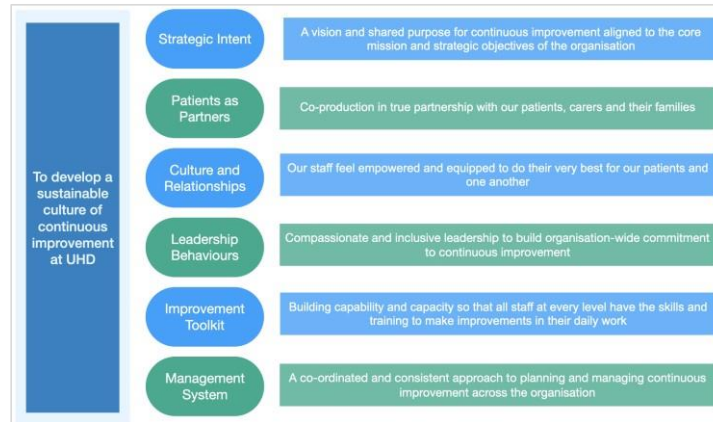 To develop a
sustainable
culture of
continuous
improvement
at UHD
Strategic Intent
A vision and shared purpose for continuous improvement aligned to the core
mission and strategic objectives of the organisation
Patients as
Partners
Co-production in true partnership with our patients, carers and their families
Culture and
Relationships
Our staff feel empowered and equipped to do their very best for our patients and
one another
Leadership
Behaviours
Compassionate and inclusive leadership to build organisation-wide commitment
to continuous improvement
Improvement
Toolkit
Building capability and capacity so that all staff at every level have the skills and
training to make improvements in their daily work
Management
System
A co-ordinated and consistent approach to planning and managing continuous
improvement across the organisation